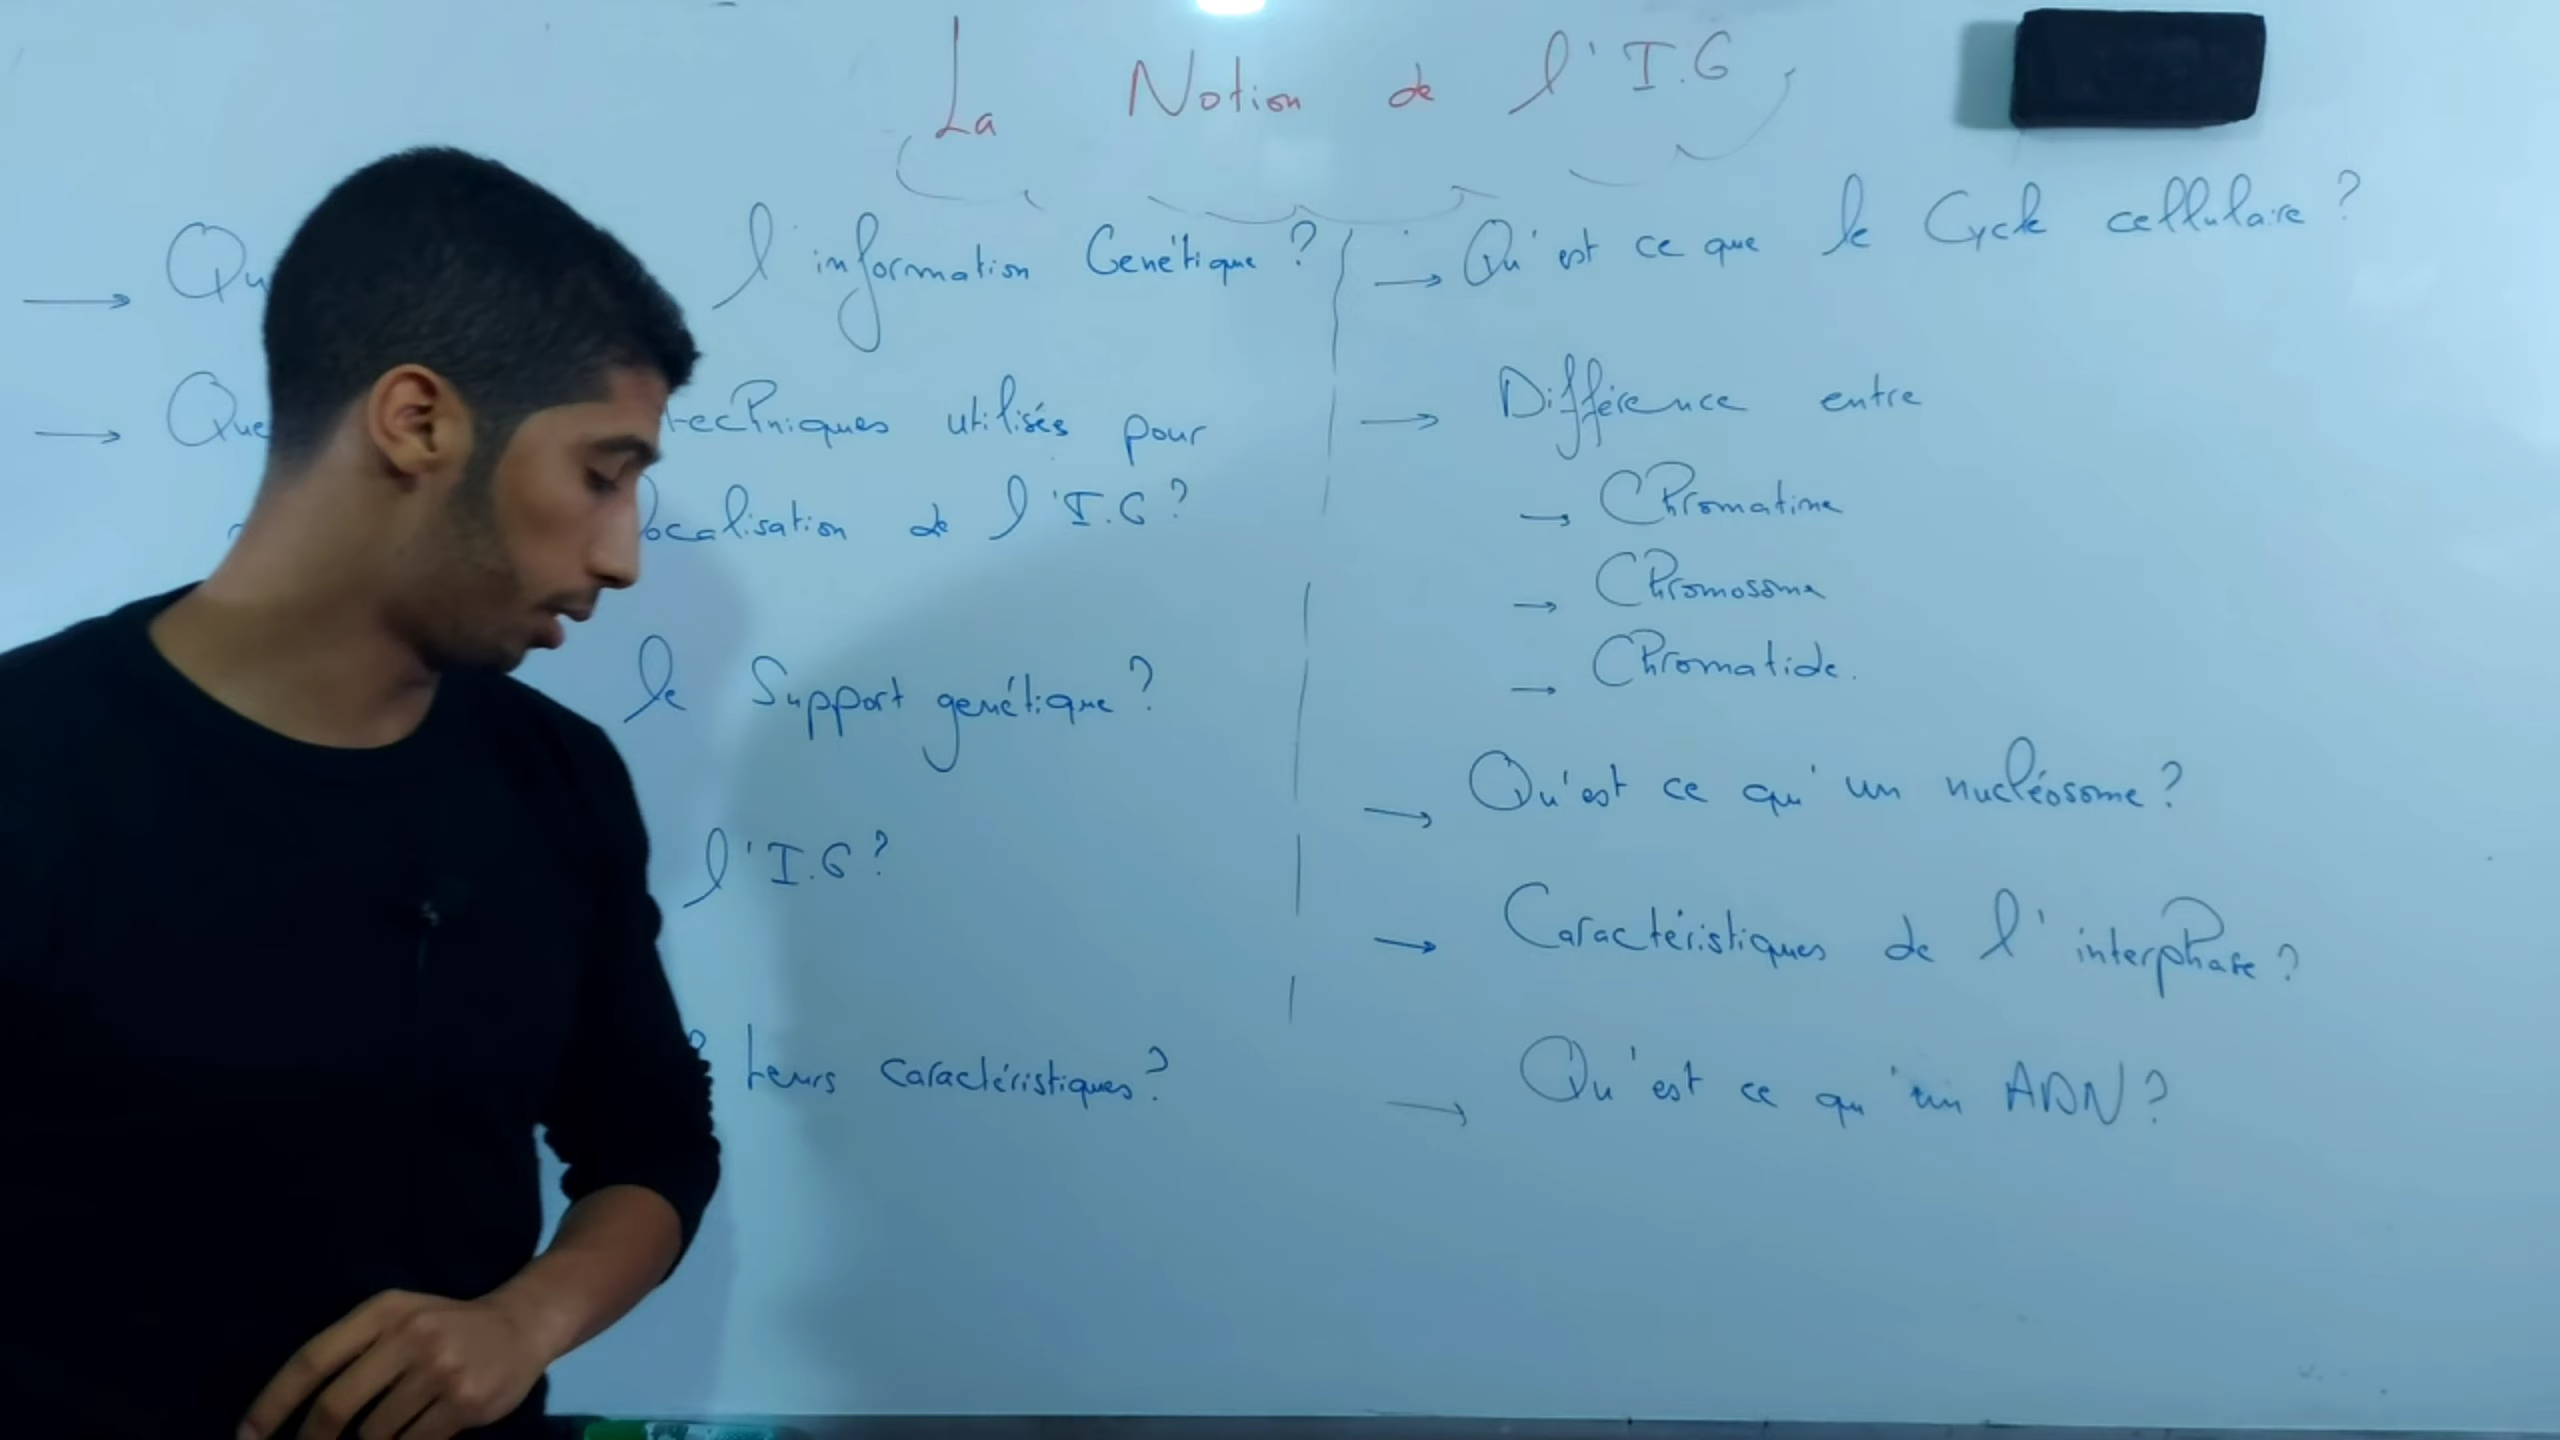 La Notion de l'I.G
l'information Genétique ?
techniques utilisés pour
localisation de l'I.G ?
le Support genétique ?
l'I.G ?
leurs caractéristiques ?
→ Qu'est ce que le Cycle cellulaire ?
→ Différence entre
→ Chromatine
→ Chromosome
→ Chromatide.
→ Qu'est ce qu'un nucléosome ?
→ Caractéristiques de l'interphase ?
→ Qu'est ce qu'un ADN ?